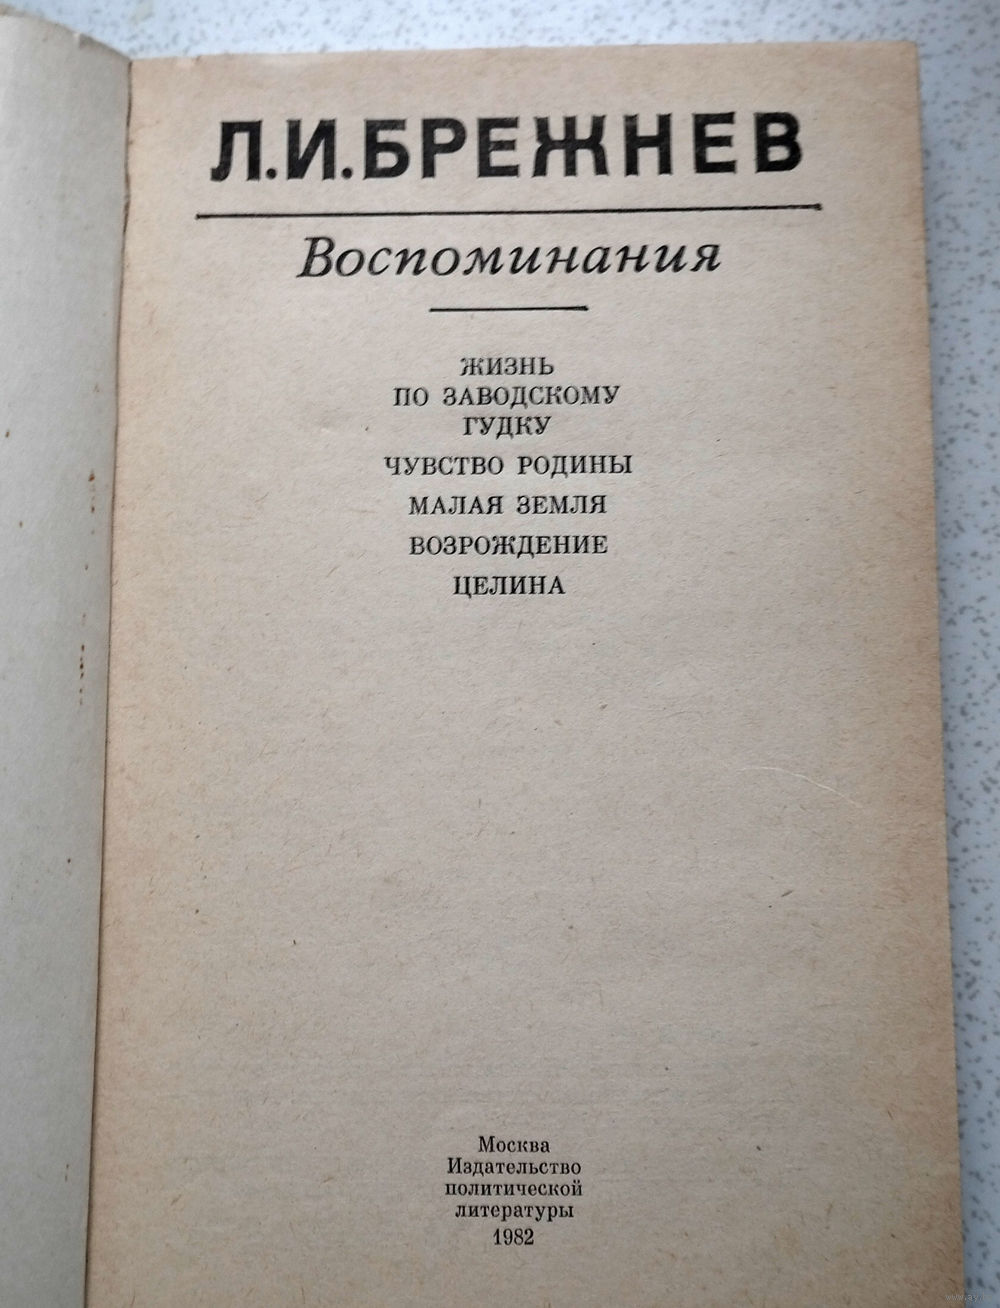 Л.И.БРЕЖНЕВ
Воспоминания
ЖИЗНЬ
ПО ЗАВОДСКОМУ
ГУДКУ
ЧУВСТВО РОДИНЫ
МАЛАЯ ЗЕМЛЯ
ВОЗРОЖДЕНИЕ
ЦЕЛИНА
Москва
Издательство
политической
литературы
1982